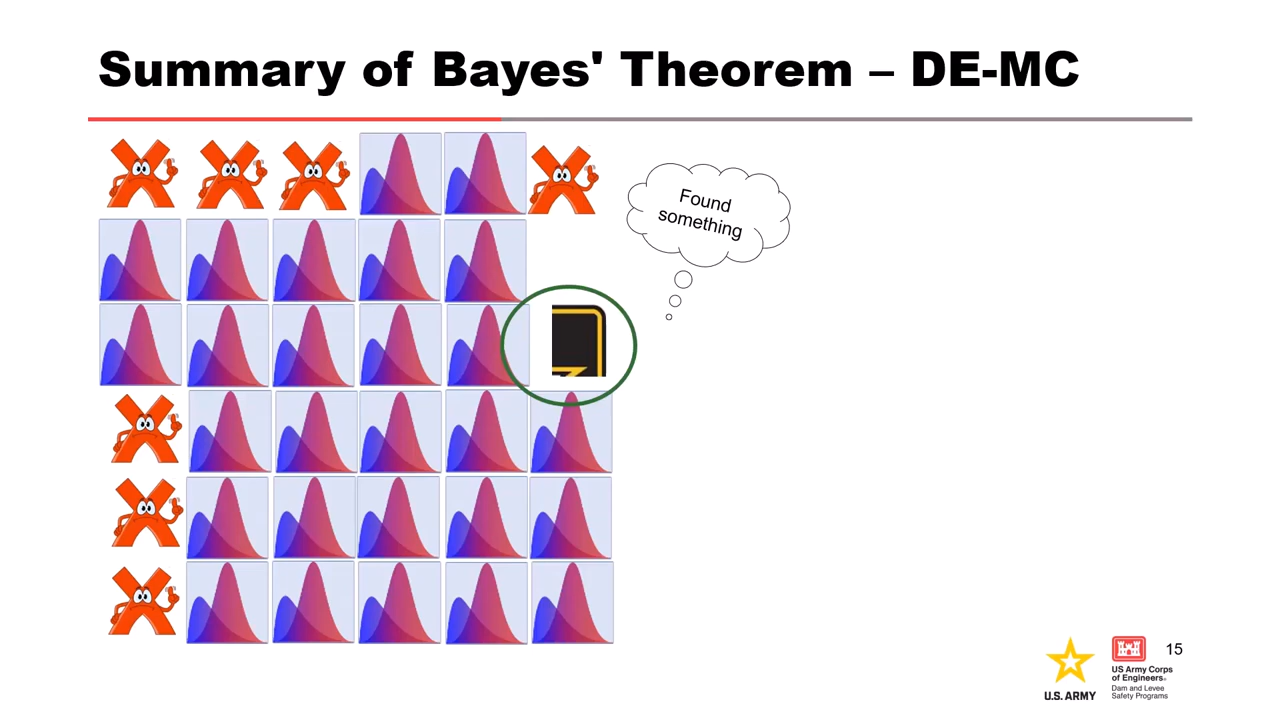 Summary of Bayes' Theorem – DE-MC
Found
something
15
U.S. ARMY
US Army Corps
of Engineers®
Dam and Levee
Safety Programs